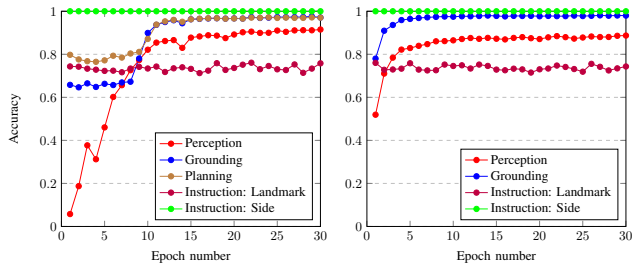 1
0.8
0.6
0.4
0.2
0
Accuracy
0 5 10 15 20 25 30
Epoch number
Perception
Grounding
Planning
Instruction: Landmark
Instruction: Side
1
0.8
0.6
0.4
0.2
0
0 5 10 15 20 25 30
Epoch number
Perception
Grounding
Instruction: Landmark
Instruction: Side